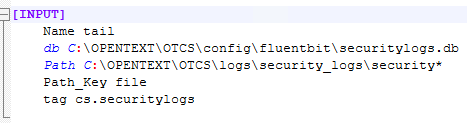 [INPUT]
Name tail
db C:\OPENTEXT\OTCS\config\fluentbit\securitylogs.db
Path C:\OPENTEXT\OTCS\logs\security_logs\security*
Path_Key file
tag cs.securitylogs